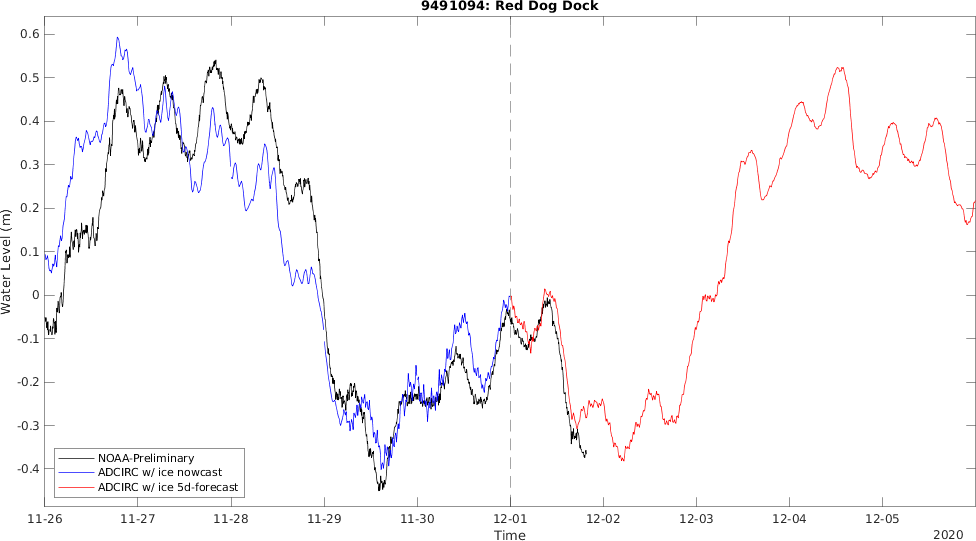 9491094: Red Dog Dock
Water Level (m)
0.6
0.5
0.4
0.3
0.2
0.1
0
-0.1
-0.2
-0.3
-0.4
NOAA-Preliminary
ADCIRC w/ ice nowcast
ADCIRC w/ ice 5d-forecast
11-26 11-27 11-28 11-29 11-30 12-01 12-02 12-03 12-04 12-05
Time
2020